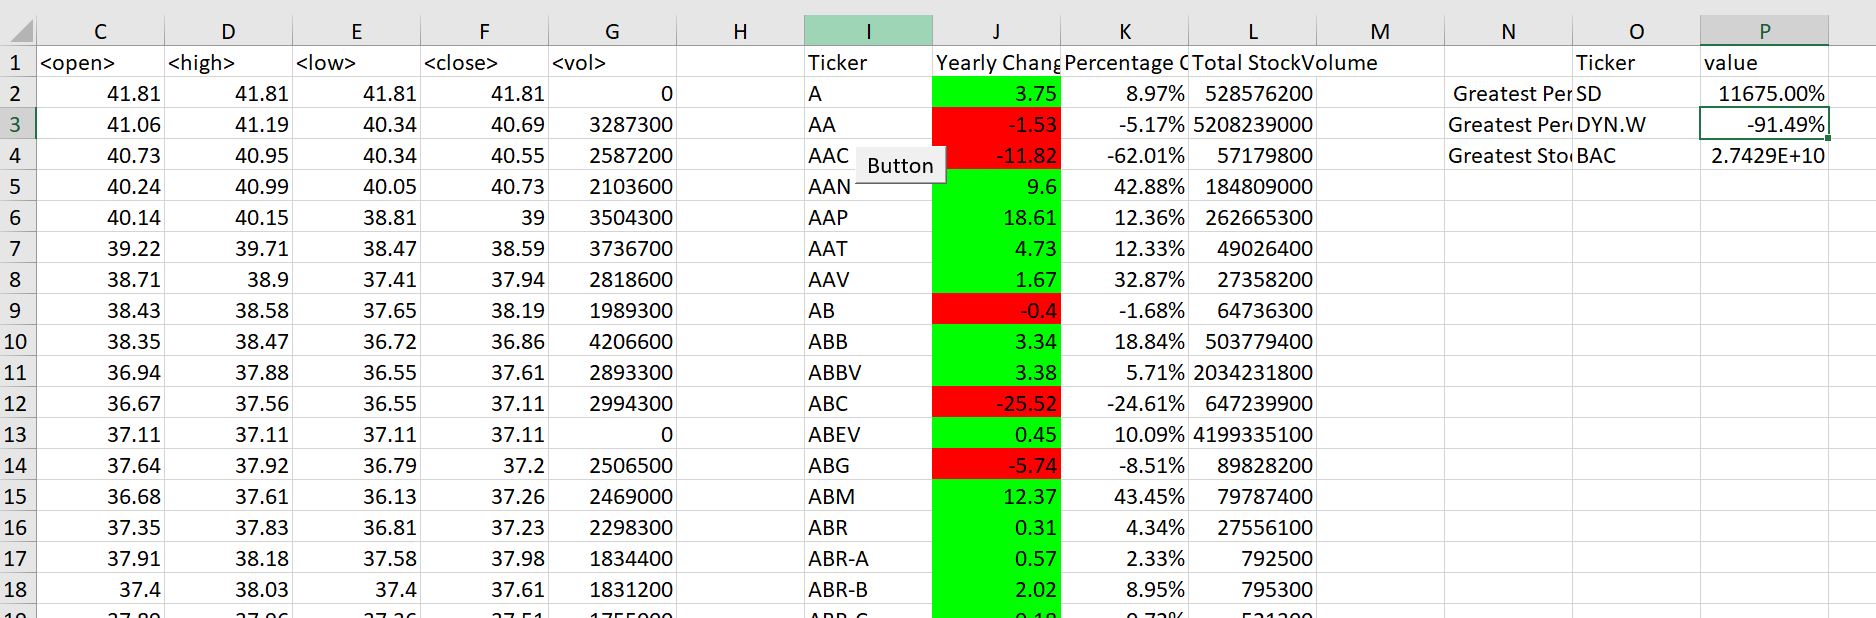 C D E F G H I J K L M N O P
1 <open> <high> <low> <close> <vol> Ticker Yearly Chang Percentage C Total StockVolume Ticker value
2 41.81 41.81 41.81 41.81 0 A 3.75 8.97% 528576200 Greatest Per SD 11675.00%
3 41.06 41.19 40.34 40.69 3287300 AA -1.53 -5.17% 5208239000 Greatest Perc DYN.W -91.49%
4 40.73 40.95 40.34 40.55 2587200 AAC Button -11.82 -62.01% 57179800 Greatest Stoc BAC 2.7429E+10
5 40.24 40.99 40.05 40.73 2103600 AAN 9.6 42.88% 184809000
6 40.14 40.15 38.81 39 3504300 AAP 18.61 12.36% 262665300
7 39.22 39.71 38.47 38.59 3736700 AAT 4.73 12.33% 49026400
8 38.71 38.9 37.41 37.94 2818600 AAV 1.67 32.87% 27358200
9 38.43 38.58 37.65 38.19 1989300 AB -0.4 -1.68% 64736300
10 38.35 38.47 36.72 36.86 4206600 ABB 3.34 18.84% 503779400
11 36.94 37.88 36.55 37.61 2893300 ABBV 3.38 5.71% 2034231800
12 36.67 37.56 36.55 37.11 2994300 ABC -25.52 -24.61% 647239900
13 37.11 37.11 37.11 37.11 0 ABEV 0.45 10.09% 4199335100
14 37.64 37.92 36.79 37.2 2506500 ABG -5.74 -8.51% 89828200
15 36.68 37.61 36.13 37.26 2469000 ABM 12.37 43.45% 79787400
16 37.35 37.83 36.81 37.23 2298300 ABR 0.31 4.34% 27556100
17 37.91 38.18 37.58 37.98 1834400 ABR-A 0.57 2.33% 792500
18 37.4 38.03 37.4 37.61 1831200 ABR-B 2.02 8.95% 795300